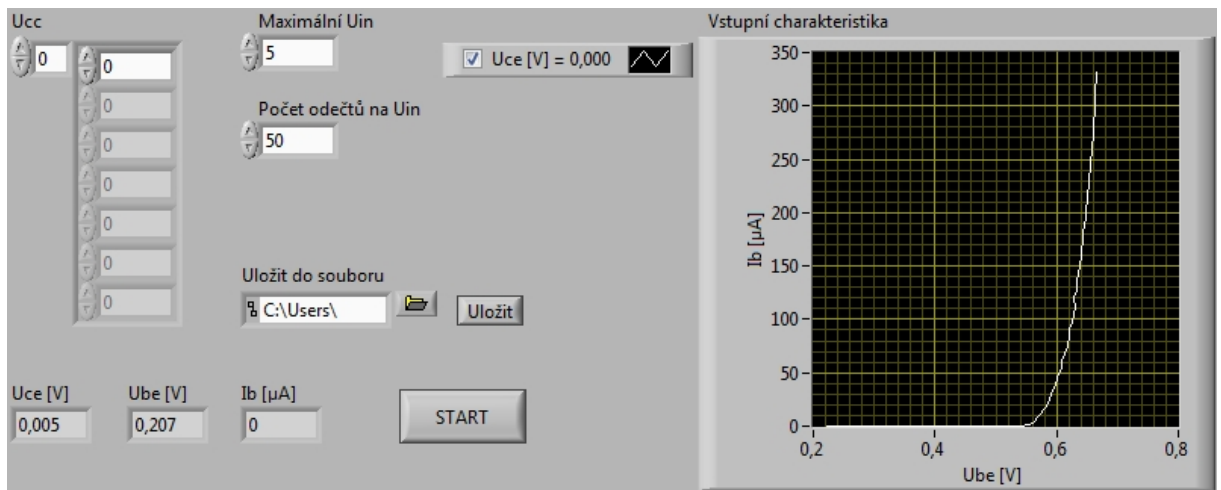 Ucc
0
0
0
0
0
0
0
0
Maximální Uin
5
Počet odečtů na Uin
50
Uce [V] = 0,000
Uložit do souboru
C:\Users\
Uložit
Uce [V]
0,005
Ube [V]
0,207
Ib [µA]
0
START
Vstupní charakteristika
Ib [µA]
350
300
250
200
150
100
50
0
0,2
0,4
0,6
0,8
Ube [V]